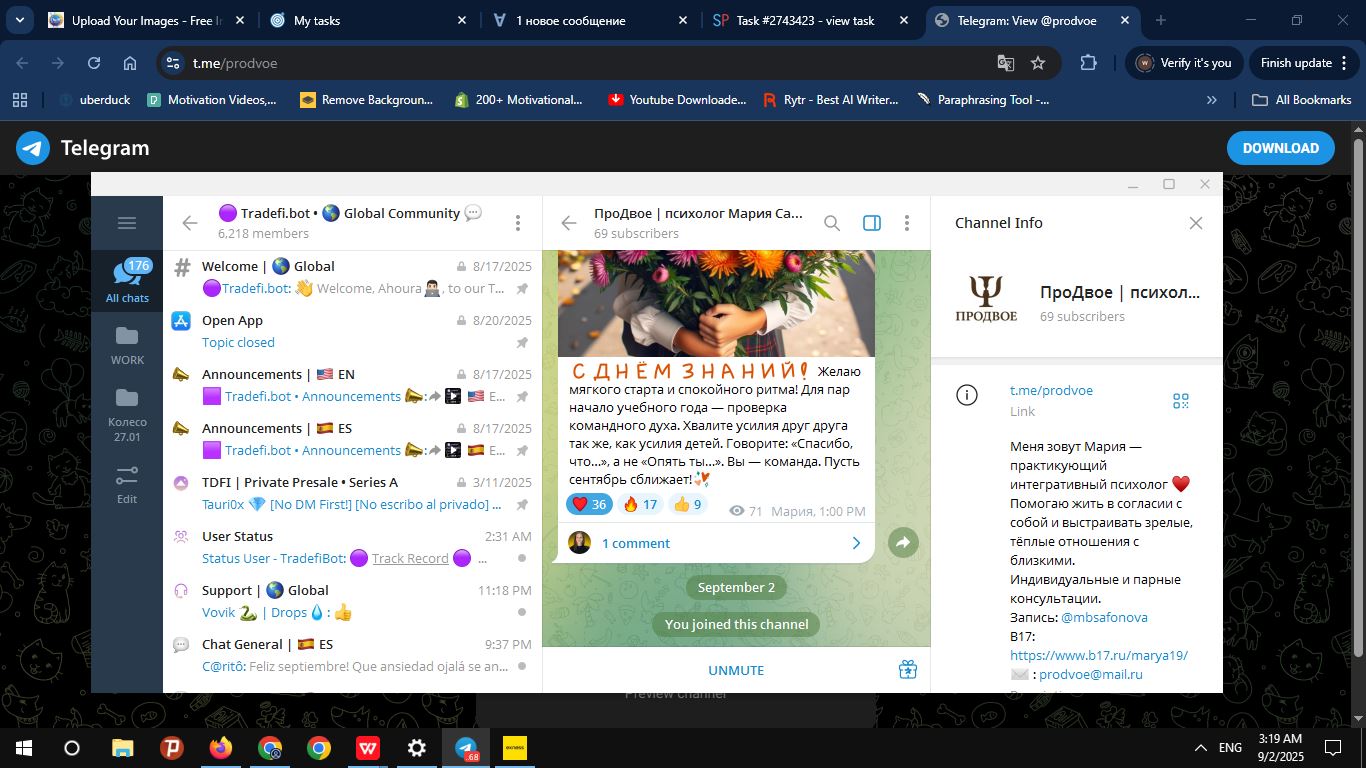 Upload Your Images - Free Ir
My tasks
1 новое сообщение
Task #2743423 - view task
Telegram: View @prodvoe
t.me/prodvoe
Verify it's you
Finish update
uberduck
Motivation Videos,...
Remove Backgroun...
200+ Motivational...
Youtube Downloade...
Rytr - Best AI Writer...
Paraphrasing Tool -...
All Bookmarks
Telegram
DOWNLOAD
176
All chats
WORK
Колесо
27.01
Edit
🟣 Tradefi.bot • 🌎 Global Community 💬
6,218 members
Welcome | 🌎 Global
8/17/2025
🟣Tradefi.bot: 👋 Welcome, Ahoura👨🏻‍💻, to our T...
Open App
8/20/2025
Topic closed
Announcements | 🇺🇸 EN
8/17/2025
🟪 Tradefi.bot • Announcements 📣: 🇺🇸 E...
Announcements | 🇪🇸 ES
8/17/2025
🟪 Tradefi.bot • Announcements 📣: 🇪🇸 E...
TDFI | Private Presale • Series A
3/11/2025
Tauri0x 💎 [No DM First!] [No escribo al privado] ...
User Status
2:31 AM
Status User - TradefiBot: 🟣 Track Record 🟣 ...
Support | 🌎 Global
11:18 PM
Vovik 🐍 | Drops💧: 👍
Chat General | 🇪🇸 ES
9:37 PM
C@ritô: Feliz septiembre! Que ansiedad ojalá se an...
ПроДвое | психолог Мария Са...
69 subscribers
С ДНЁМ ЗНАНИЙ! Желаю
мягкого старта и спокойного ритма! Для пар
начало учебного года — проверка
командного духа. Хвалите усилия друг друга
так же, как усилия детей. Говорите: «Спасибо,
что...», а не «Опять ты...». Вы — команда. Пусть
сентябрь сближает!
❤️ 36 🔥 17 👍 9
71 Мария, 1:00 PM
1 comment
September 2
You joined this channel
UNMUTE
Channel Info
ПРОДВОЕ
ПроДвое | психол...
69 subscribers
t.me/prodvoe
Link
Меня зовут Мария —
практикующий
интегративный психолог ❤️
Помогаю жить в согласии с
собой и выстраивать зрелые,
тёплые отношения с
близкими.
Индивидуальные и парные
консультации.
Запись: @mbsafonova
B17:
https://www.b17.ru/marya19/
✉️ : prodvoe@mail.ru
Preview channel
.68
exness
ENG
3:19 AM
9/2/2025